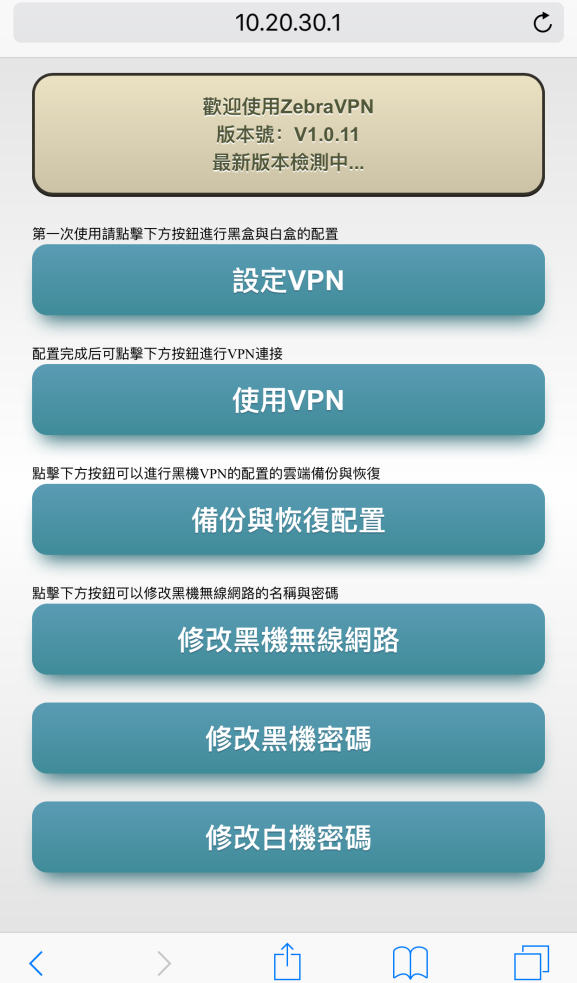 10.20.30.1
歡迎使用ZebraVPN
版本號：V1.0.11
最新版本檢測中...
第一次使用請點擊下方按鈕進行黑盒與白盒的配置
設定VPN
配置完成后可點擊下方按鈕進行VPN連接
使用VPN
點擊下方按鈕可以進行黑機VPN的配置的雲端備份與恢復
備份與恢復配置
點擊下方按鈕可以修改黑機無線網路的名稱與密碼
修改黑機無線網路
修改黑機密碼
修改白機密碼